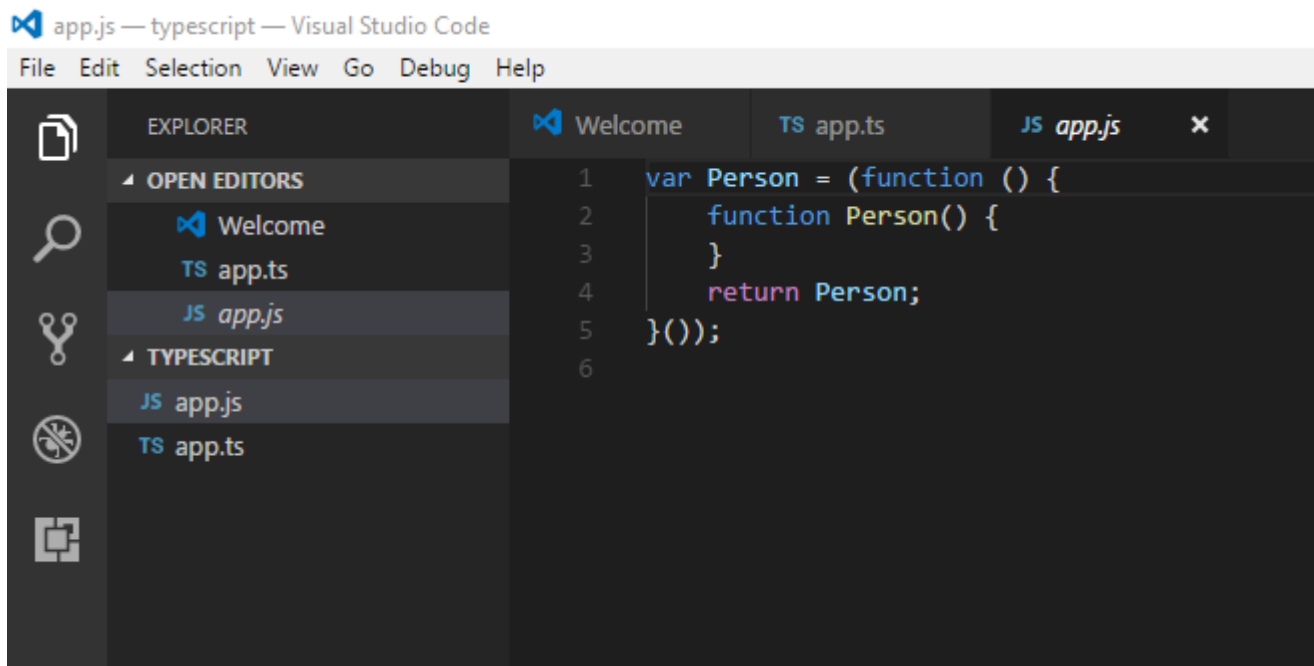 app.js — typescript — Visual Studio Code
File Edit Selection View Go Debug Help
EXPLORER
OPEN EDITORS
Welcome
TS app.ts
JS app.js
TYPESCRIPT
JS app.js
TS app.ts
Welcome TS app.ts JS app.js ×
1 var Person = (function () {
2     function Person() {
3     }
4     return Person;
5 }());
6